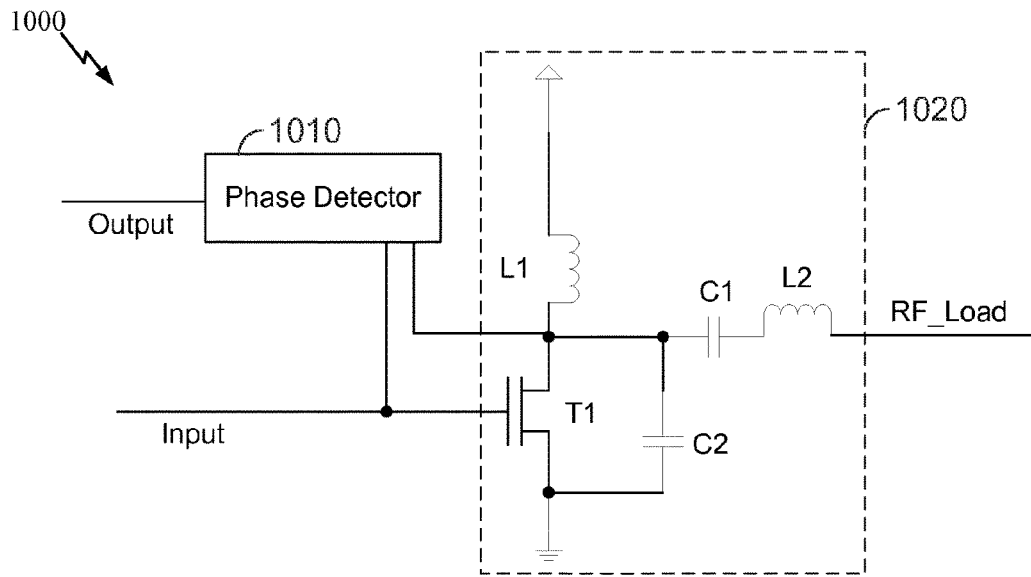 1000
1010
1020
Phase Detector
Output
L1
C1
L2
RF_Load
T1
Input
C2